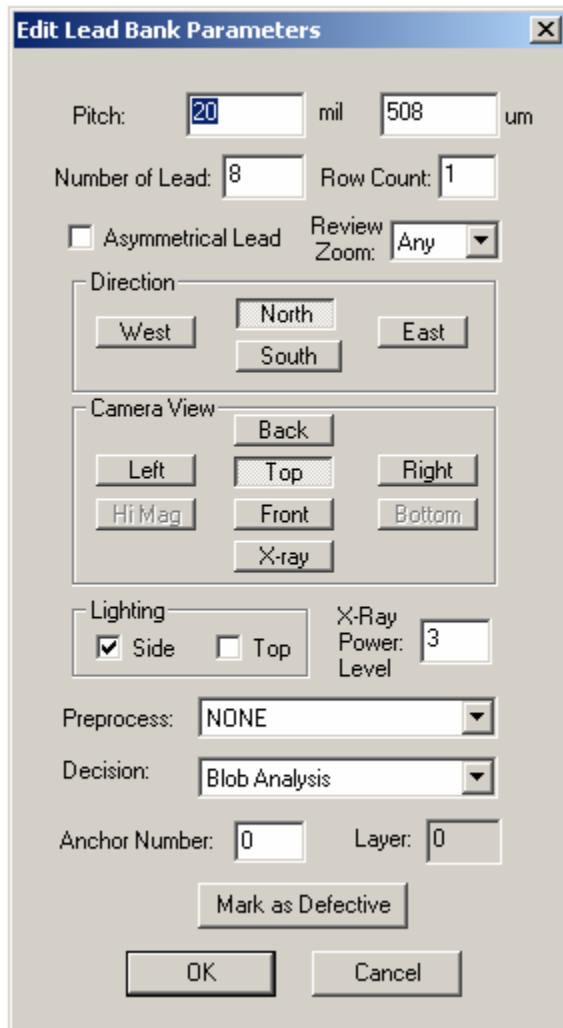 Edit Lead Bank Parameters
Pitch: 20 mil 508 um
Number of Lead: 8 Row Count: 1
Asymmetrical Lead Review Zoom: Any
Direction
North
West East
South
Camera View
Back
Left Top Right
Hi Mag Front Bottom
X-ray
Lighting
Side Top
X-Ray
Power: 3
Level
Preprocess: NONE
Decision: Blob Analysis
Anchor Number: 0 Layer: 0
Mark as Defective
OK Cancel